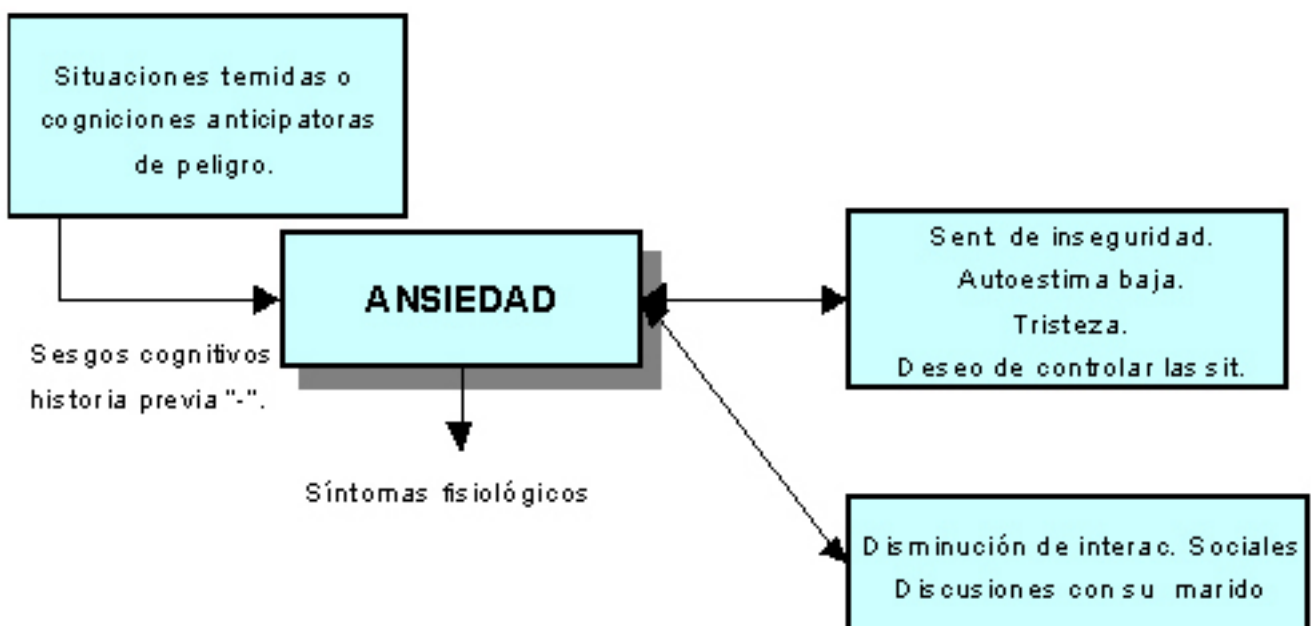 Situaciones temidas o
cogniciones anticipatoras
de peligro.
ANSIEDAD
Sesgos cognitivos
historia previa "-".
Síntomas fisiológicos
Sent. de inseguridad.
Autoestima baja.
Tristeza.
Deseo de controlar las sit.
Disminución de interac. Sociales
Discusiones con su marido